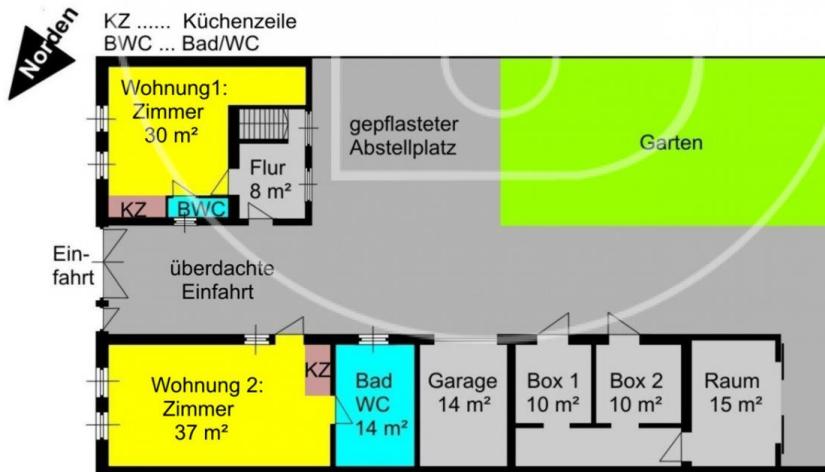 KZ ...... Küchenzeile
BWC ... Bad/WC
Norden
Wohnung1:
Zimmer
30 m²
Flur
8 m²
KZ
BWC
gepflasteter
Abstellplatz
Garten
Ein-
fahrt
überdachte
Einfahrt
Wohnung 2:
Zimmer
37 m²
KZ
Bad
WC
14 m²
Garage
14 m²
Box 1
10 m²
Box 2
10 m²
Raum
15 m²